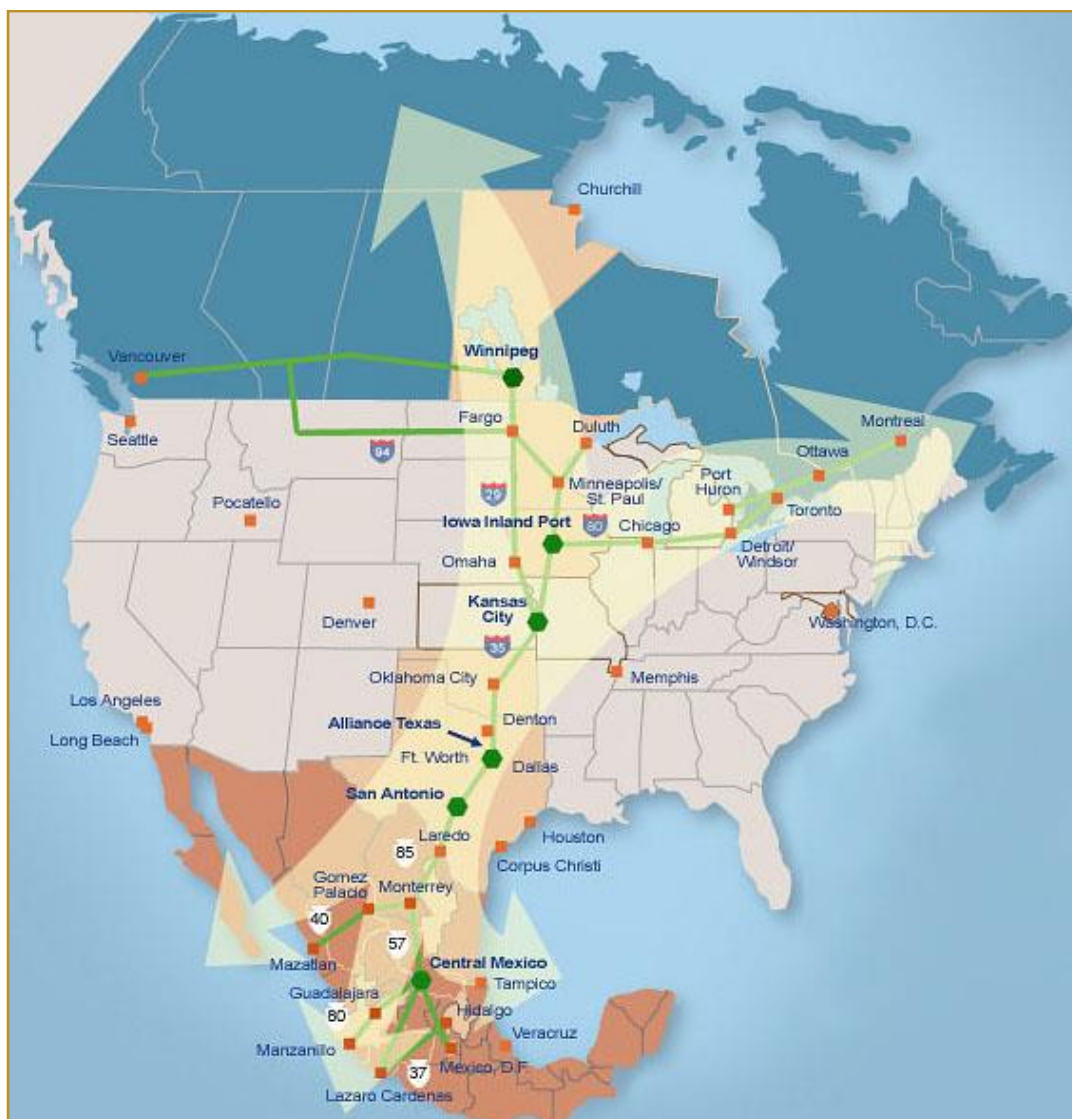 Churchill
Vancouver
Winnipeg
Seattle
Fargo
Duluth
Montreal
94
Ottawa
Pocatello
29
Minneapolis/
St. Paul
Port
Huron
Toronto
Iowa Inland Port
80
Chicago
Omaha
Detroit/
Windsor
Kansas
City
Denver
Washington, D.C.
35
Oklahoma City
Memphis
Los Angeles
Long Beach
Alliance Texas
Denton
Ft. Worth
Dallas
San Antonio
Laredo
Houston
85
Corpus Christi
Gomez
Palacio
Monterrey
40
57
Mazatlan
Central Mexico
Tampico
Guadalajara
80
Hidalgo
Veracruz
Manzanillo
37
Mexico, D.F.
Lazaro Cardenas